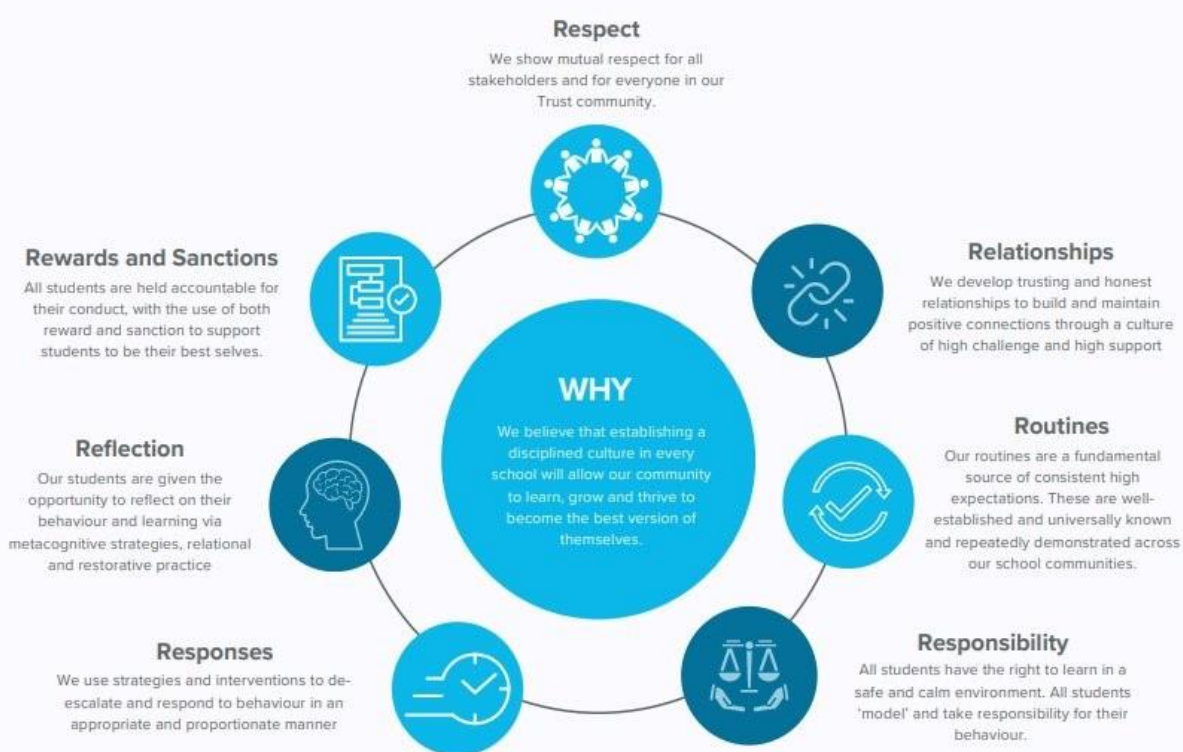 Respect
We show mutual respect for all
stakeholders and for everyone in our
Trust community.
Relationships
We develop trusting and honest
relationships to build and maintain
positive connections through a culture
of high challenge and high support
Routines
Our routines are a fundamental
source of consistent high
expectations. These are well-
established and universally known
and repeatedly demonstrated across
our school communities.
Responsibility
All students have the right to learn in a
safe and calm environment. All students
‘model’ and take responsibility for their
behaviour.
Responses
We use strategies and interventions to de-
escalate and respond to behaviour in an
appropriate and proportionate manner
Reflection
Our students are given the
opportunity to reflect on their
behaviour and learning via
metacognitive strategies, relational
and restorative practice
Rewards and Sanctions
All students are held accountable for
their conduct, with the use of both
reward and sanction to support
students to be their best selves.
WHY
We believe that establishing a
disciplined culture in every
school will allow our community
to learn, grow and thrive to
become the best version of
themselves.